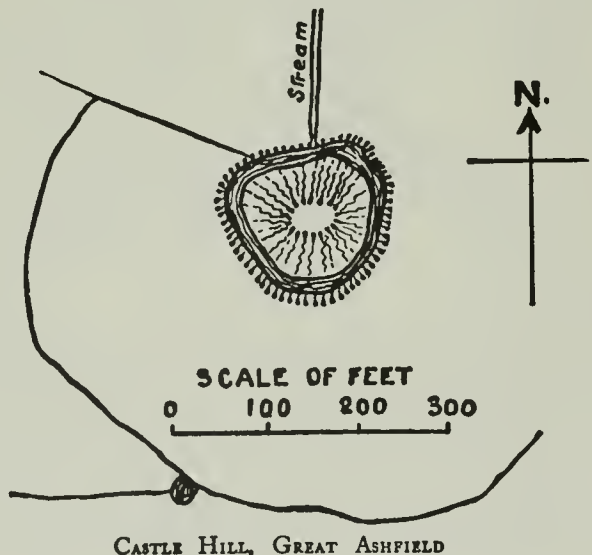 Stream
N.
SCALE OF FEET
0 100 200 300
CASTLE HILL, GREAT ASHFIELD